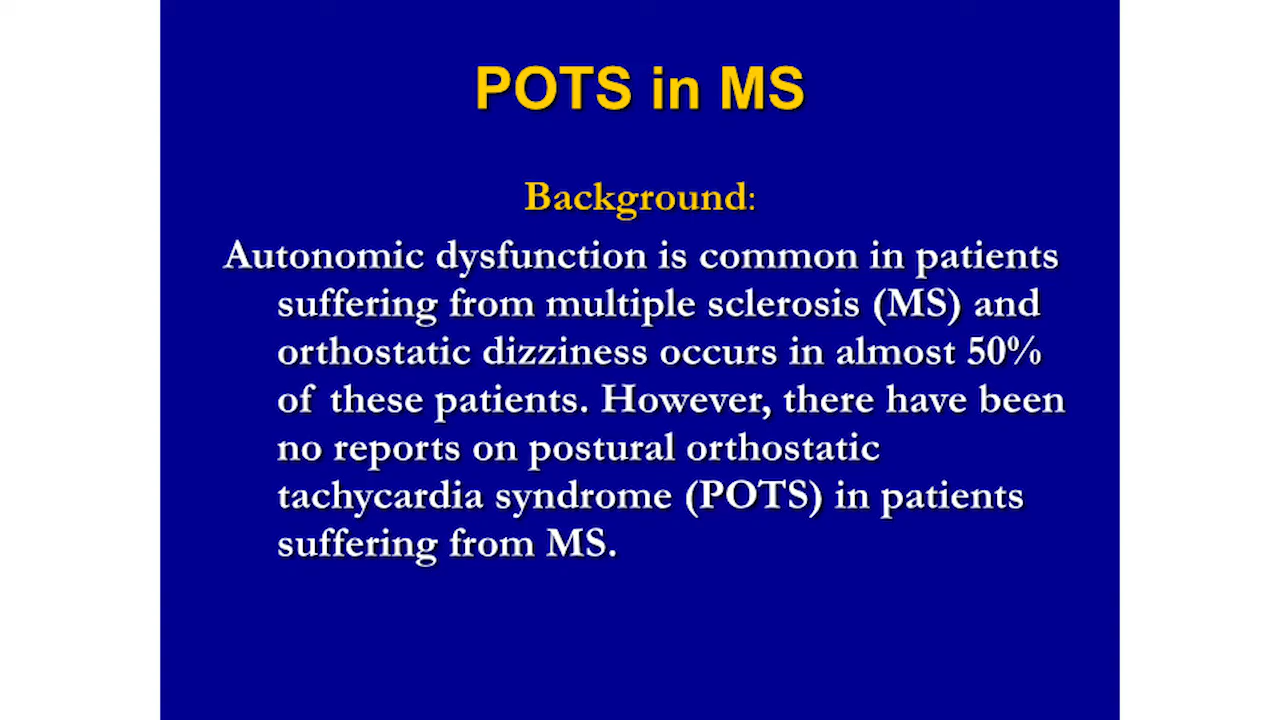 POTS in MS
Background:
Autonomic dysfunction is common in patients
suffering from multiple sclerosis (MS) and
orthostatic dizziness occurs in almost 50%
of these patients. However, there have been
no reports on postural orthostatic
tachycardia syndrome (POTS) in patients
suffering from MS.